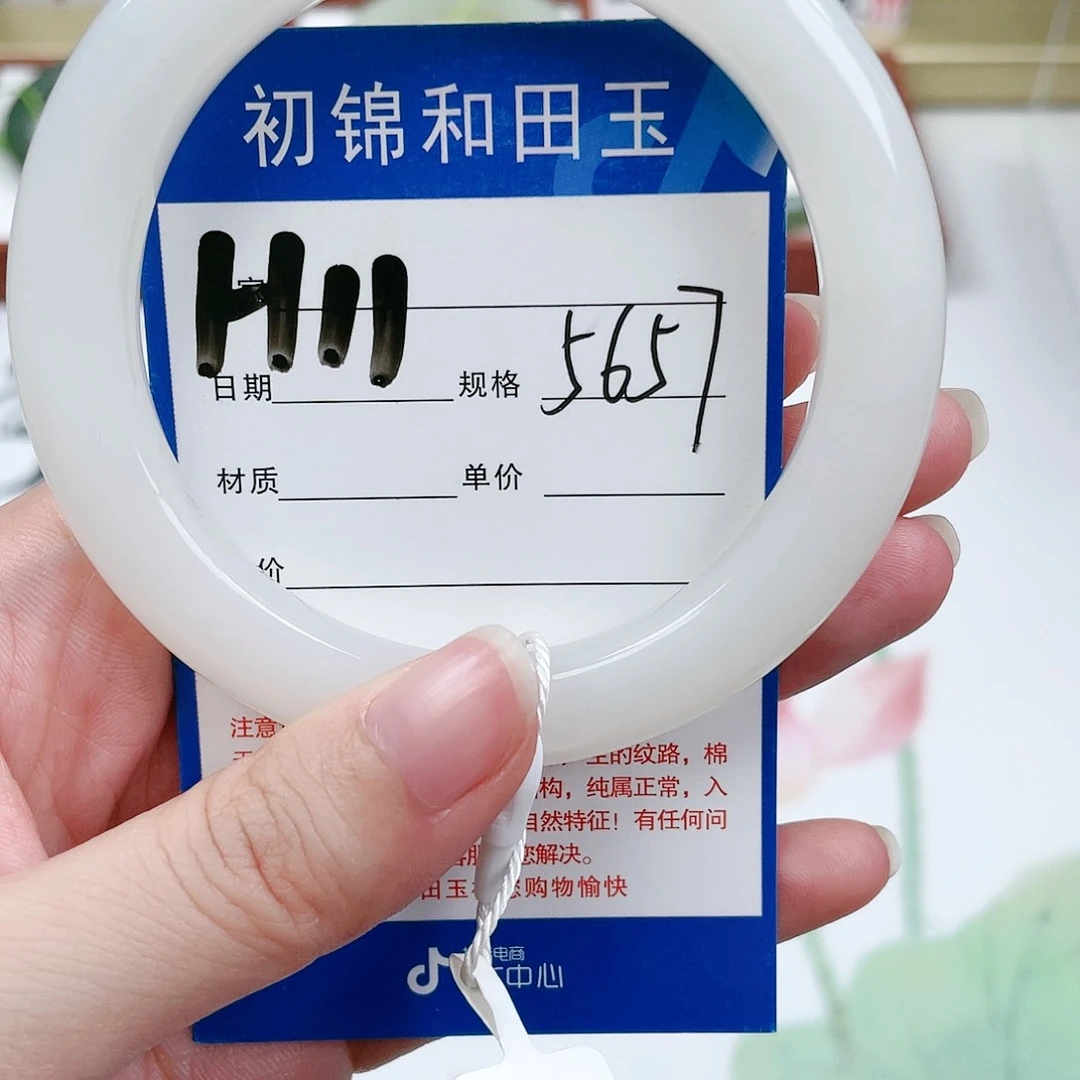 初锦和田玉
H11
日期 规格 5657
材质 单价
价
注意
生的纹路，棉
构，纯属正常，入
自然特征！有任何问
您解决。
田玉 购物愉快
电商
中心